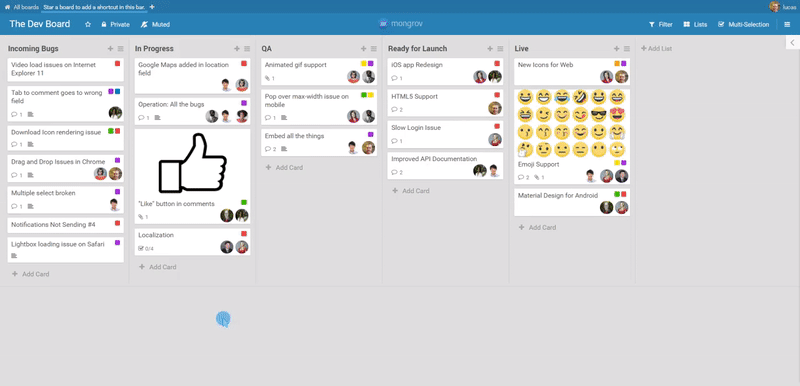 All boards
Star a board to add a shortcut in this bar.
lucas
The Dev Board
Private
Muted
mongrov
Filter
Lists
Multi-Selection
Incoming Bugs
Video load issues on Internet
Explorer 11
Tab to comment goes to wrong
field
1
Download Icon rendering issue
1
Drag and Drop Issues in Chrome
1
Multiple select broken
1
Notifications Not Sending #4
Lightbox loading issue on Safari
Add Card
In Progress
Google Maps added in location
field
Operation: All the bugs
1
"Like" button in comments
1
Localization
0/4
Add Card
QA
Animated gif support
1
Pop over max-width issue on
mobile
1
Embed all the things
2
Add Card
Ready for Launch
iOS app Redesign
1
HTML5 Support
2
Slow Login Issue
1
Improved API Documentation
2
Add Card
Live
New Icons for Web
Emoji Support
2 1
Material Design for Android
Add Card
Add List